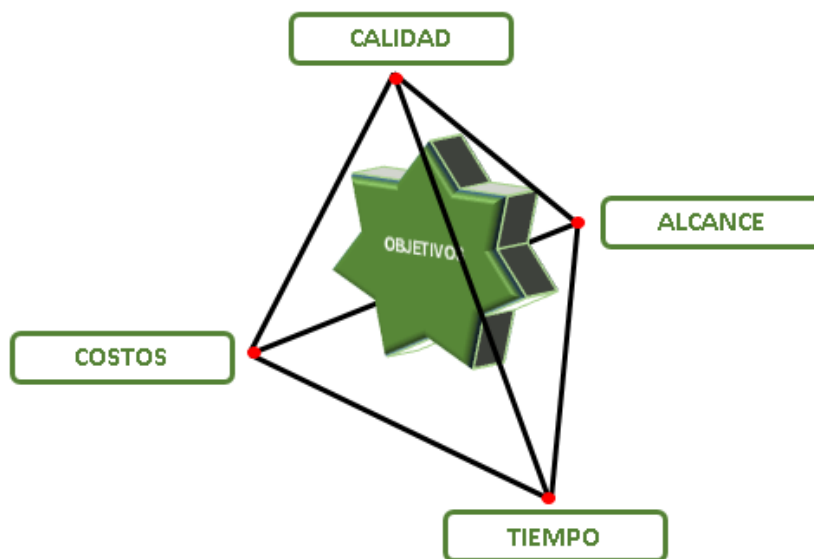 CALIDAD
ALCANCE
OBJETIVOS
COSTOS
TIEMPO